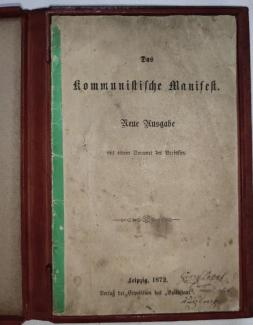 Das
Kommunistische Manifest.
Neue Ausgabe
mit einem Vorwort der Verfasser.
Leipzig, 1872.
Verlag der „Expedition des „Volksstaat".